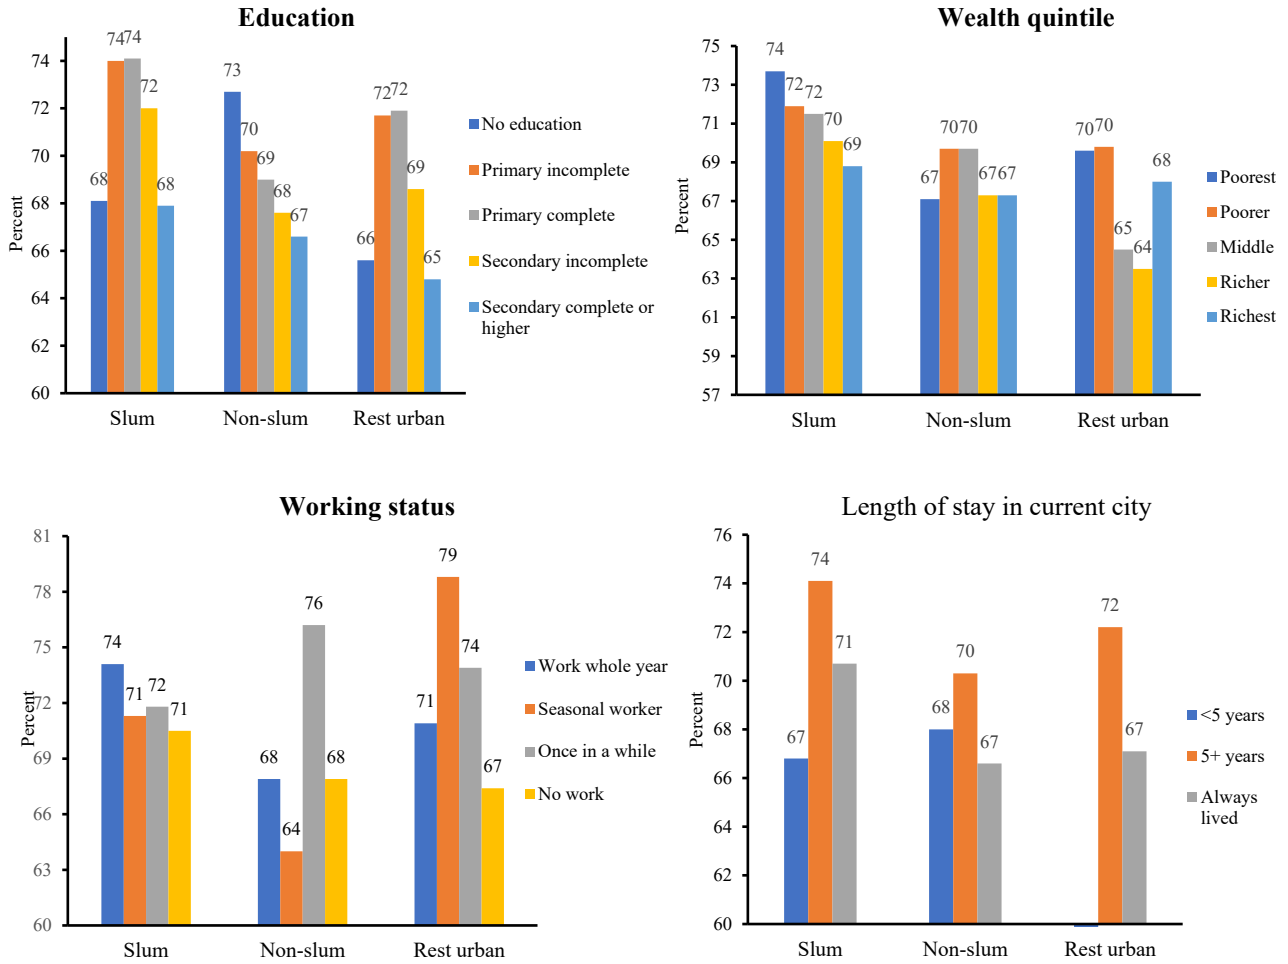 Education
Percent
74
72
70
68
66
64
62
60
68
74
74
72
68
73
70
69
68
67
66
72
72
69
65
Slum
Non-slum
Rest urban
No education
Primary incomplete
Primary complete
Secondary incomplete
Secondary complete or
higher
Wealth quintile
Percent
75
73
71
69
67
65
63
61
59
57
74
72
72
70
69
67
70
70
67
67
70
70
65
64
68
Slum
Non-slum
Rest urban
Poorest
Poorer
Middle
Richer
Richest
Working status
Percent
81
78
75
72
69
66
63
60
74
71
72
71
68
64
76
68
71
79
74
67
Slum
Non-slum
Rest urban
Work whole year
Seasonal worker
Once in a while
No work
Length of stay in current city
Percent
76
74
72
70
68
66
64
62
60
67
74
71
68
70
67
72
67
Slum
Non-slum
Rest urban
<5 years
5+ years
Always
lived